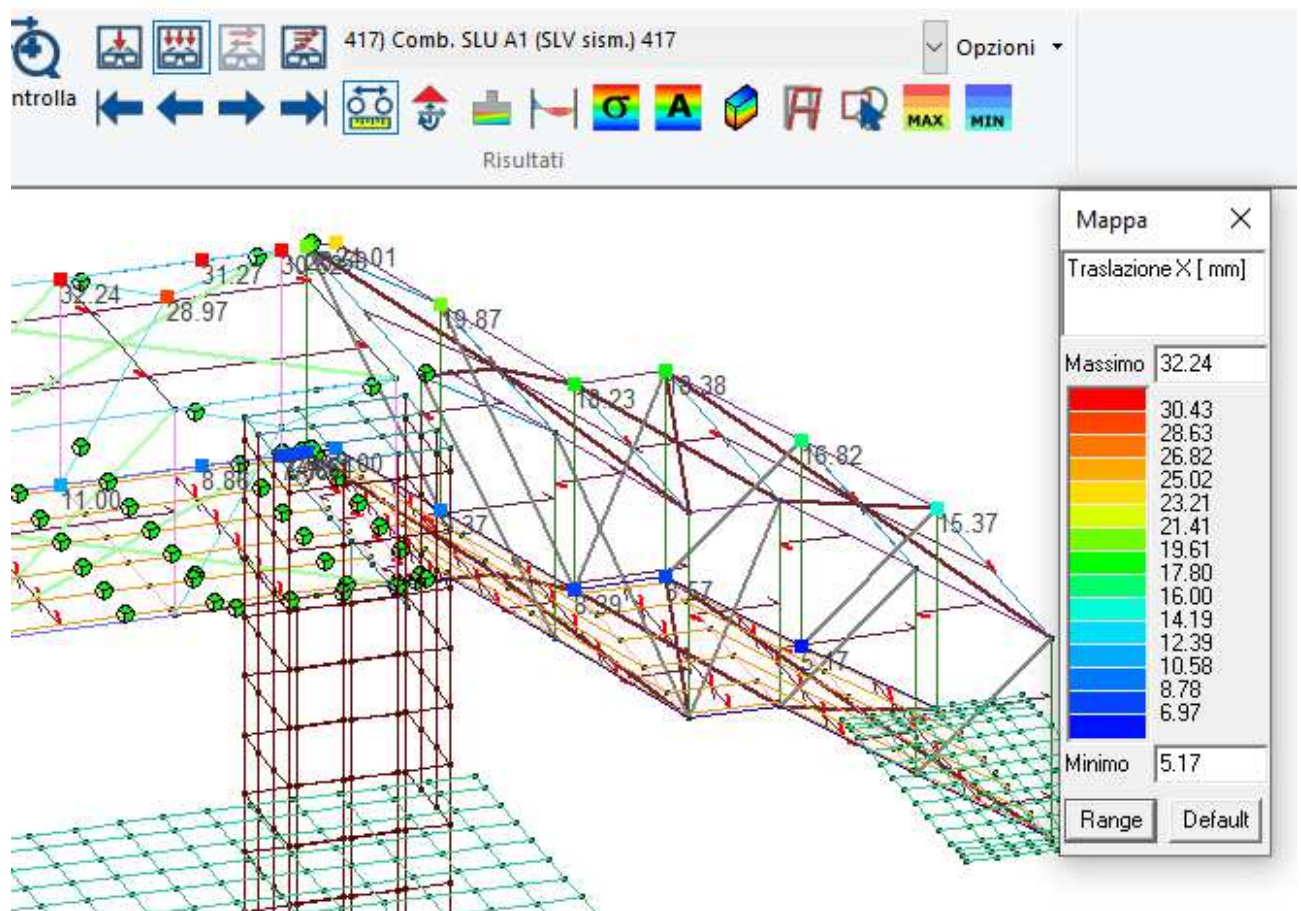 417) Comb. SLU A1 (SLV sism.) 417
Opzioni
ntrolla
σ
A
MAX
MIN
Risultati
Mappa
Traslazione X [ mm]
Massimo 32.24
30.43
28.63
26.82
25.02
23.21
21.41
19.61
17.80
16.00
14.19
12.39
10.58
8.78
6.97
Minimo 5.17
Range Default
31.27
32.24
28.97
19.87
18.23
16.82
15.37
8.86
11.00
5.17